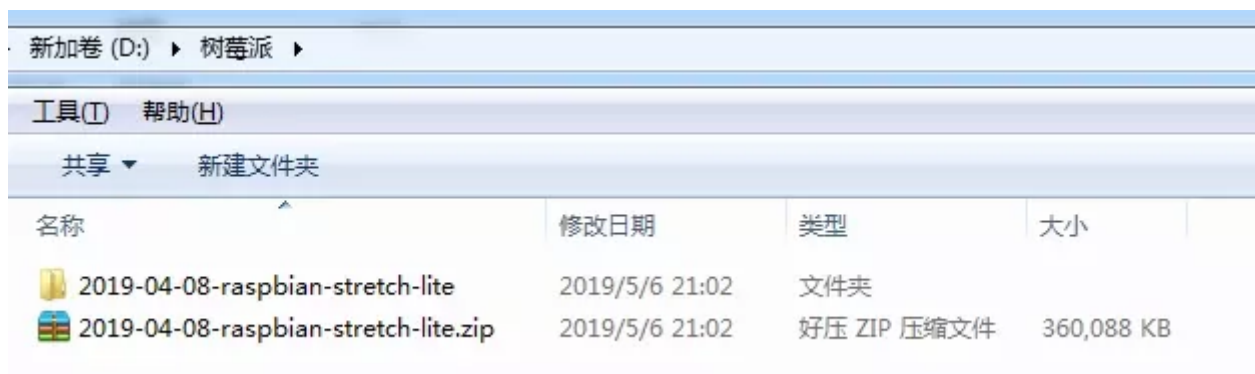 新加卷 (D:) ▸ 树莓派 ▸
工具(T) 帮助(H)
共享 ▾ 新建文件夹
名称 修改日期 类型 大小
2019-04-08-raspbian-stretch-lite 2019/5/6 21:02 文件夹
2019-04-08-raspbian-stretch-lite.zip 2019/5/6 21:02 好压 ZIP 压缩文件 360,088 KB